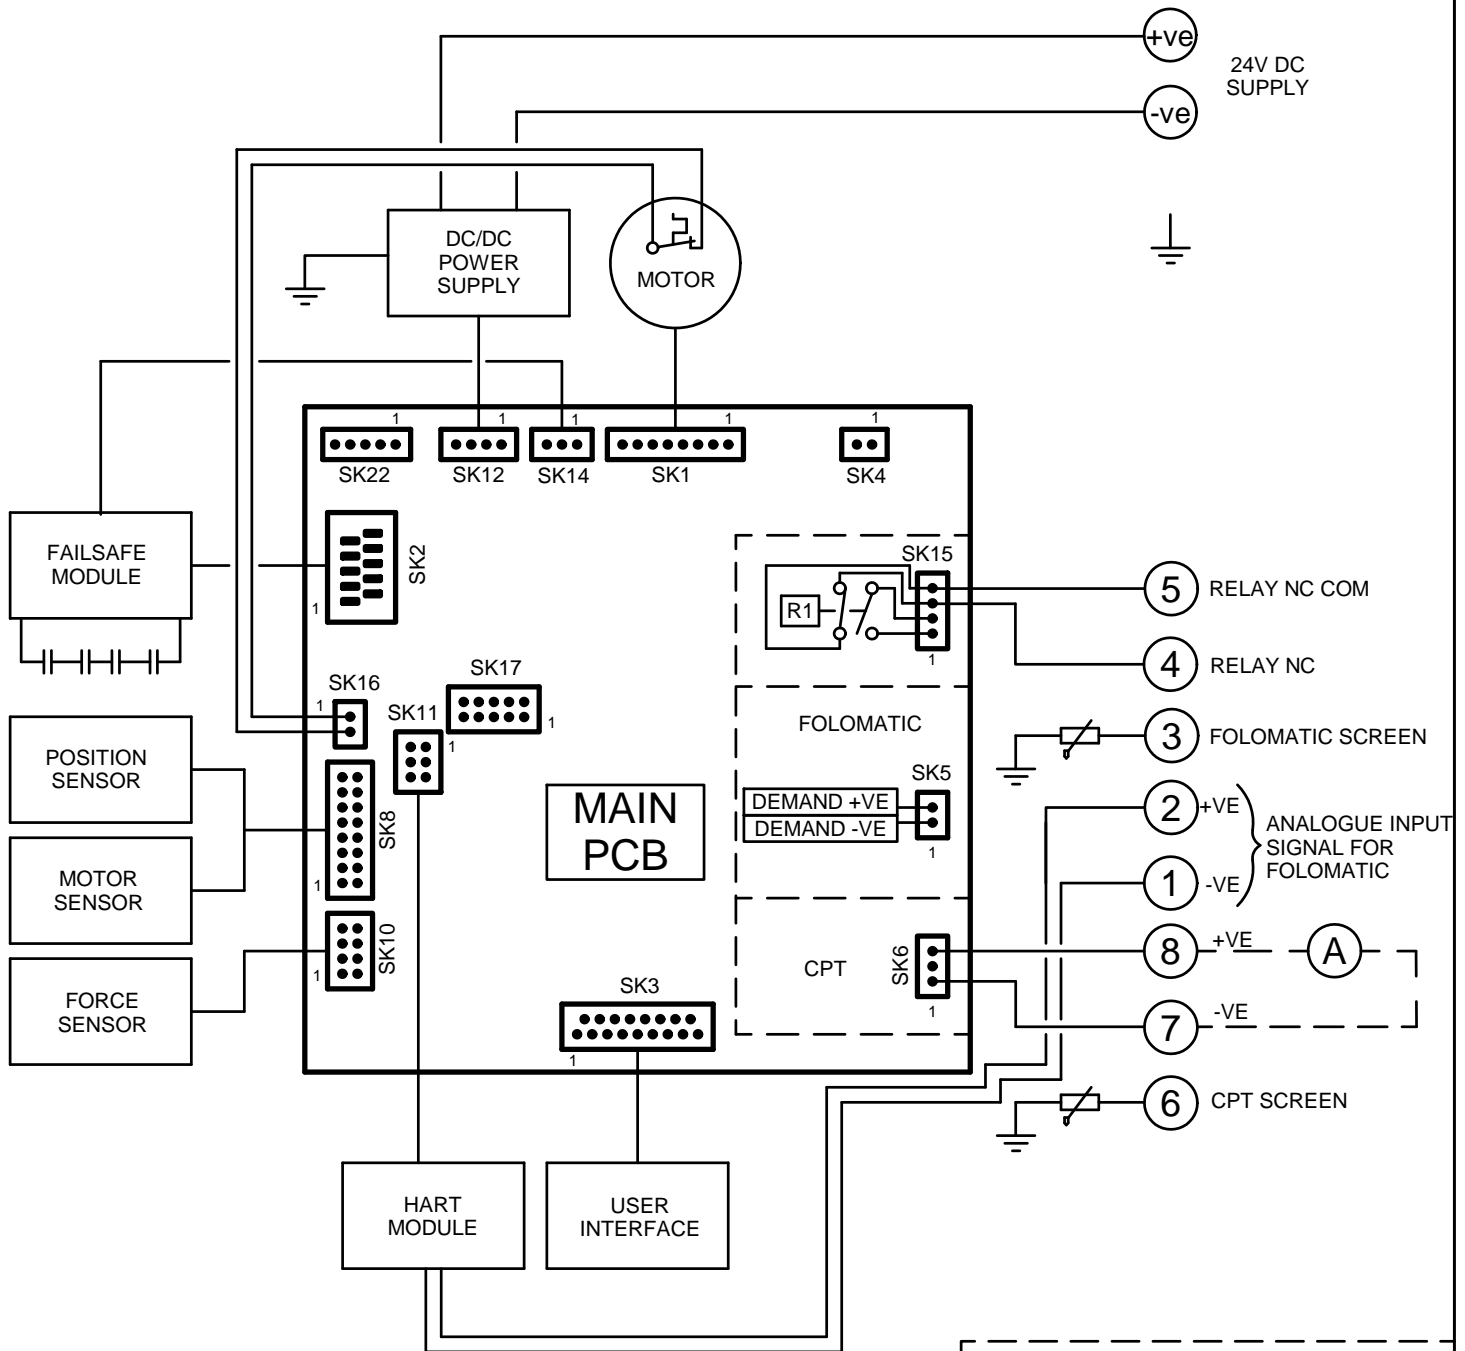 +ve
24V DC
SUPPLY
-ve
DC/DC
POWER
SUPPLY
MOTOR
1
1
1
1
1
SK22
SK12
SK14
SK1
SK4
FAILSAFE
MODULE
SK2
1
SK15
R1
1
5
RELAY NC COM
4
RELAY NC
SK16
1
SK17
1
SK11
1
FOLOMATIC
3
FOLOMATIC SCREEN
POSITION
SENSOR
SK8
1
MAIN
PCB
SK5
DEMAND +VE
DEMAND -VE
1
2
+VE
1
-VE
ANALOGUE INPUT
SIGNAL FOR
FOLOMATIC
MOTOR
SENSOR
SK10
1
CPT
SK6
1
8
+VE
A
7
-VE
FORCE
SENSOR
SK3
1
6
CPT SCREEN
HART
MODULE
USER
INTERFACE